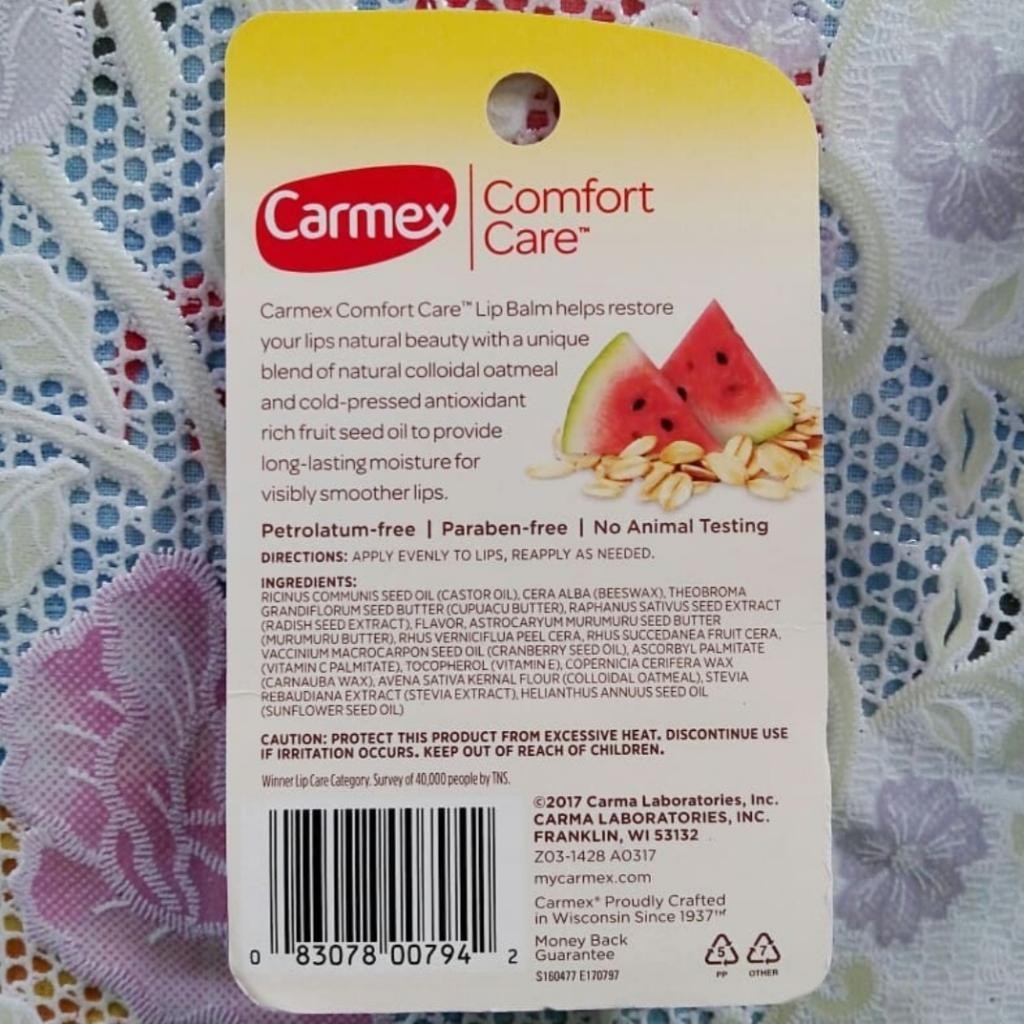 Carmex
Comfort
Care™
Carmex Comfort Care™ Lip Balm helps restore
your lips natural beauty with a unique
blend of natural colloidal oatmeal
and cold-pressed antioxidant
rich fruit seed oil to provide
long-lasting moisture for
visibly smoother lips.
Petrolatum-free | Paraben-free | No Animal Testing
DIRECTIONS: APPLY EVENLY TO LIPS, REAPPLY AS NEEDED.
INGREDIENTS:
RICINUS COMMUNIS SEED OIL (CASTOR OIL), CERA ALBA (BEESWAX), THEOBROMA
GRANDIFLORUM SEED BUTTER (CUPUACU BUTTER), RAPHANUS SATIVUS SEED EXTRACT
(RADISH SEED EXTRACT), FLAVOR, ASTROCARYUM MURUMURU SEED BUTTER
(MURUMURU BUTTER), RHUS VERNICIFLUA PEEL CERA, RHUS SUCCEDANEA FRUIT CERA,
VACCINIUM MACROCARPON SEED OIL (CRANBERRY SEED OIL), ASCORBYL PALMITATE
(VITAMIN C PALMITATE), TOCOPHEROL (VITAMIN E), COPERNICIA CERIFERA WAX
(CARNAUBA WAX), AVENA SATIVA KERNAL FLOUR (COLLOIDAL OATMEAL), STEVIA
REBAUDIANA EXTRACT (STEVIA EXTRACT), HELIANTHUS ANNUUS SEED OIL
(SUNFLOWER SEED OIL)
CAUTION: PROTECT THIS PRODUCT FROM EXCESSIVE HEAT. DISCONTINUE USE
IF IRRITATION OCCURS. KEEP OUT OF REACH OF CHILDREN.
Winner Lip Care Category. Survey of 40,000 people by TNS.
©2017 Carma Laboratories, Inc.
CARMA LABORATORIES, INC.
FRANKLIN, WI 53132
Z03-1428 A0317
mycarmex.com
Carmex® Proudly Crafted
in Wisconsin Since 1937™
Money Back
Guarantee
S160477 E170797
5
PP
7
OTHER
0 83078 00794 2